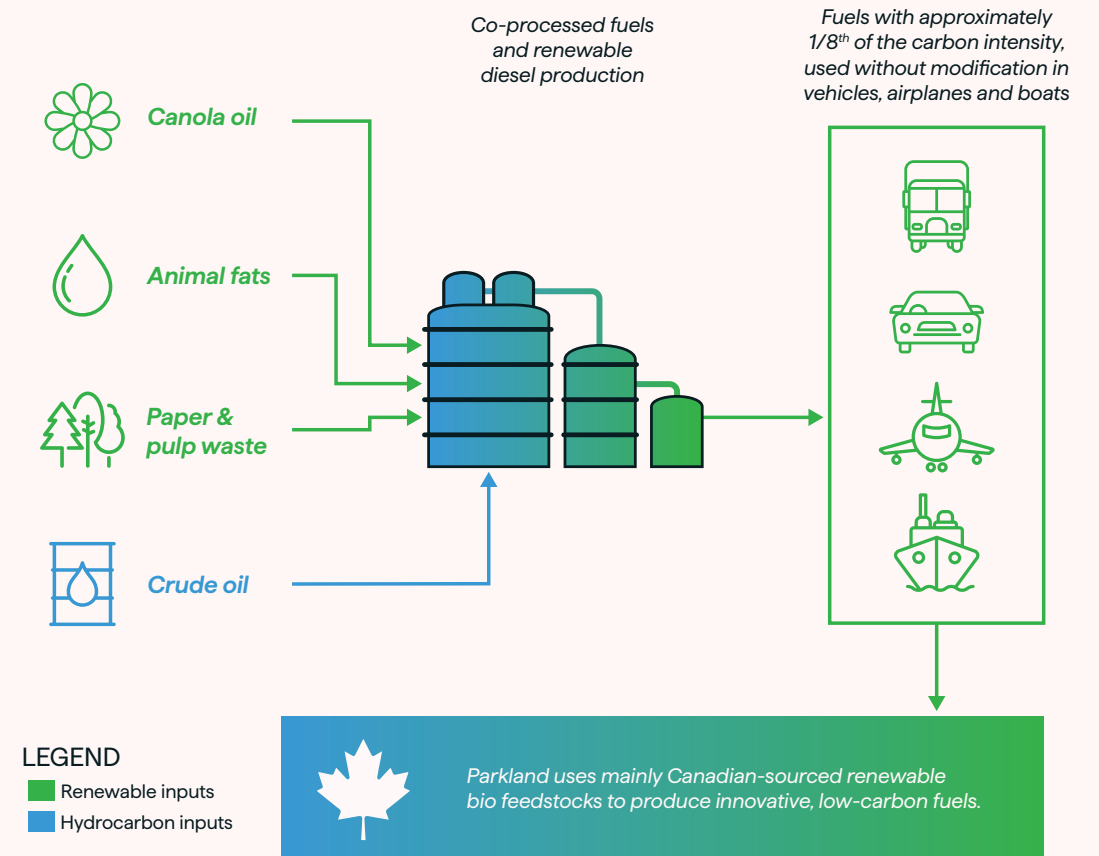 Co-processed fuels
and renewable
diesel production
Fuels with approximately
1/8th of the carbon intensity,
used without modification in
vehicles, airplanes and boats
Canola oil
Animal fats
Paper &
pulp waste
Crude oil
LEGEND
Renewable inputs
Hydrocarbon inputs
Parkland uses mainly Canadian-sourced renewable
bio feedstocks to produce innovative, low-carbon fuels.